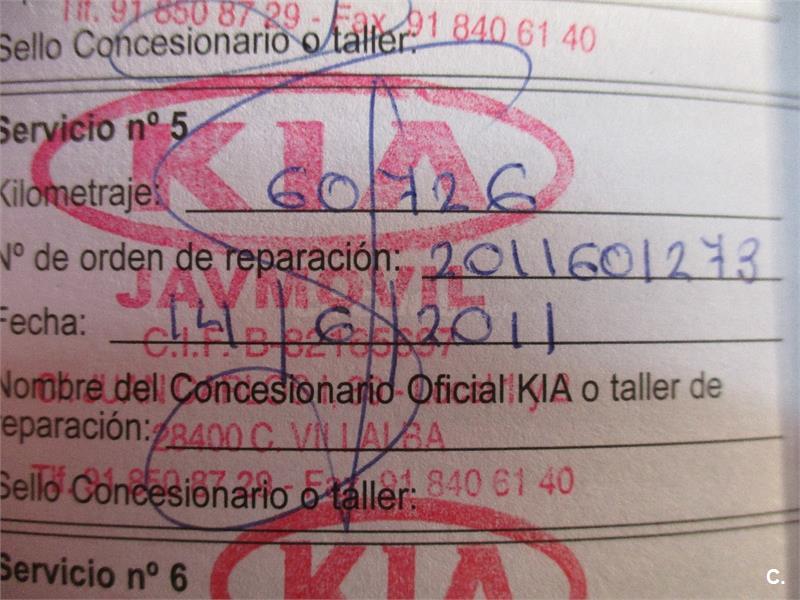 Tlf. 91 850 87 29 - Fax. 91 840 61 40
Sello Concesionario o taller:
Servicio nº 5
KIA
Kilometraje: 60726
Nº de orden de reparación: 2011601273
JAVMOVIL
Fecha: 14/6/2011
C.I.F. B-82165
Nombre del Concesionario Oficial KIA o taller de
reparación:
28400 C. VILLALBA
Tlf. 91 850 87 29 - Fax. 91 840 61 40
Sello Concesionario o taller:
KIA
Servicio nº 6
C.